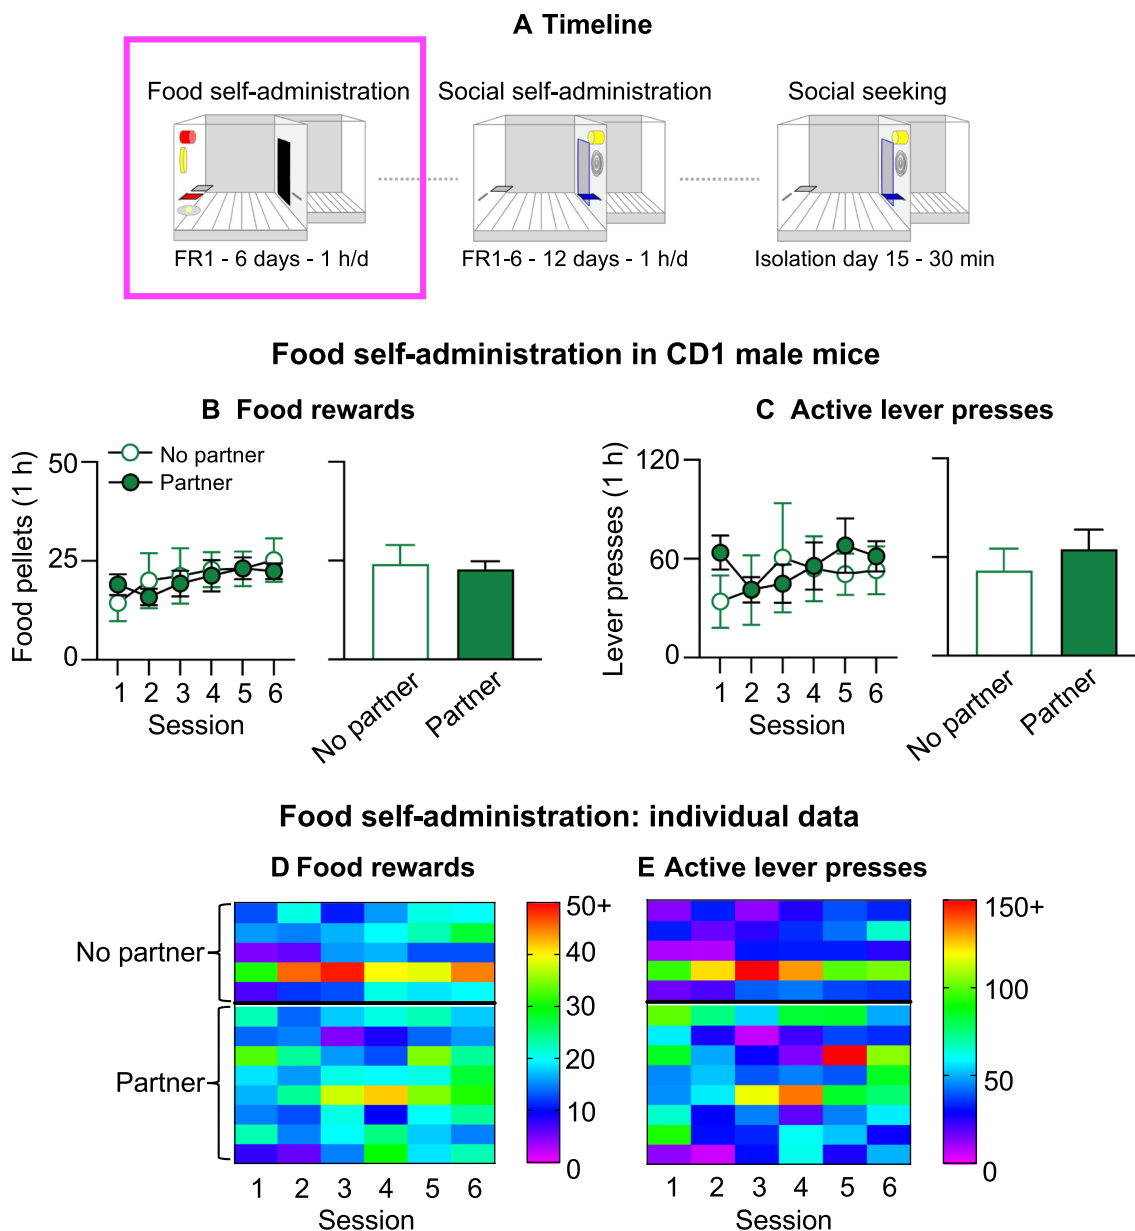 A Timeline
Food self-administration
Social self-administration
Social seeking
FR1 - 6 days - 1 h/d
FR1-6 - 12 days - 1 h/d
Isolation day 15 - 30 min
Food self-administration in CD1 male mice
B Food rewards
C Active lever presses
Food pellets (1 h)
50
25
0
No partner
Partner
1 2 3 4 5 6
Session
No partner
Partner
Lever presses (1 h)
120
60
0
1 2 3 4 5 6
Session
No partner
Partner
Food self-administration: individual data
D Food rewards
E Active lever presses
No partner
Partner
50+
40
30
20
10
0
1 2 3 4 5 6
Session
150+
100
50
0
1 2 3 4 5 6
Session